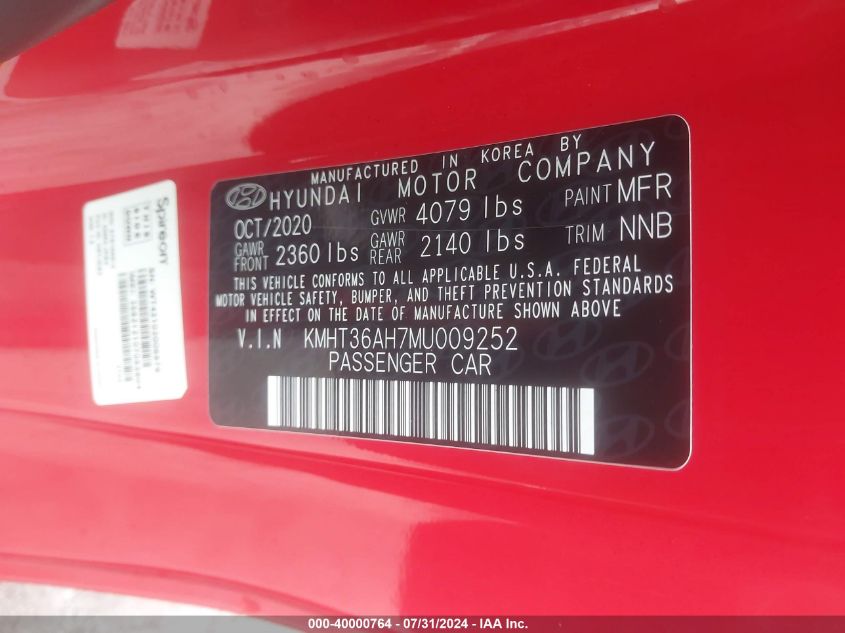 MANUFACTURED IN KOREA BY
HYUNDAI MOTOR COMPANY
OCT/2020 GVWR 4079 lbs PAINT MFR
GAWR FRONT 2360 lbs GAWR REAR 2140 lbs TRIM NNB
THIS VEHICLE CONFORMS TO ALL APPLICABLE U.S.A. FEDERAL
MOTOR VEHICLE SAFETY, BUMPER, AND THEFT PREVENTION STANDARDS
IN EFFECT ON THE DATE OF MANUFACTURE SHOWN ABOVE.
V.I.N KMHT36AH7MU009252
PASSENGER CAR
Spireon
000-40000764 / 07/31/2024 - IAA Inc.